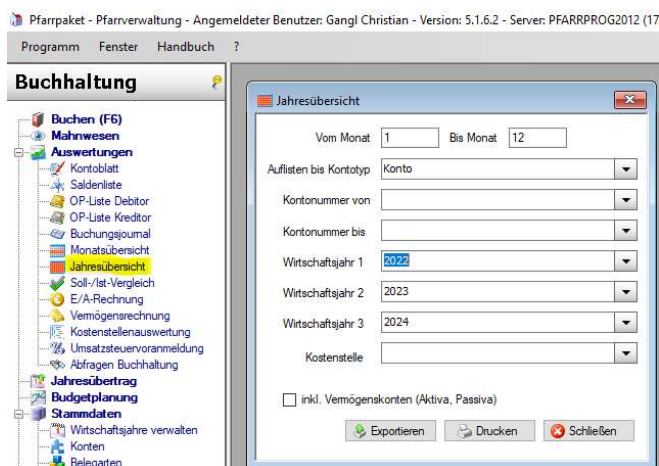 Pfarrpaket - Pfarrverwaltung - Angemeldeter Benutzer: Gangl Christian - Version: 5.1.6.2 - Server: PFARRPROG2012 (17
Programm Fenster Handbuch ?
Buchhaltung
Buchen (F6)
Mahnwesen
Auswertungen
Kontoblatt
Saldenliste
OP-Liste Debitor
OP-Liste Kreditor
Buchungsjournal
Monatsübersicht
Jahresübersicht
Soll-/Ist-Vergleich
E/A-Rechnung
Vermögensrechnung
Kostenstellenauswertung
Umsatzsteuervoranmeldung
Abfragen Buchhaltung
Jahresübertrag
Budgetplanung
Stammdaten
Wirtschaftsjahre verwalten
Konten
Belegarten
Jahresübersicht
Vom Monat 1 Bis Monat 12
Auflisten bis Kontotyp Konto
Kontonummer von
Kontonummer bis
Wirtschaftsjahr 1 2022
Wirtschaftsjahr 2 2023
Wirtschaftsjahr 3 2024
Kostenstelle
inkl. Vermögenskonten (Aktiva, Passiva)
Exportieren Drucken Schließen